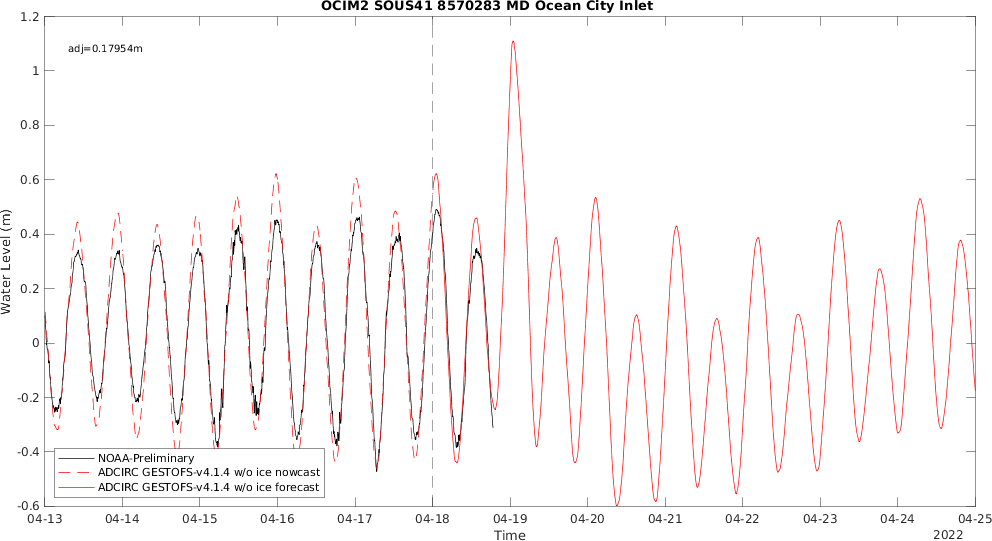 OCIM2 SOUS41 8570283 MD Ocean City Inlet
adj=0.17954m
1.2
1
0.8
0.6
0.4
0.2
0
-0.2
-0.4
-0.6
Water Level (m)
NOAA-Preliminary
ADCIRC GESTOFS-v4.1.4 w/o ice nowcast
ADCIRC GESTOFS-v4.1.4 w/o ice forecast
04-13 04-14 04-15 04-16 04-17 04-18 04-19 04-20 04-21 04-22 04-23 04-24 04-25
Time
2022